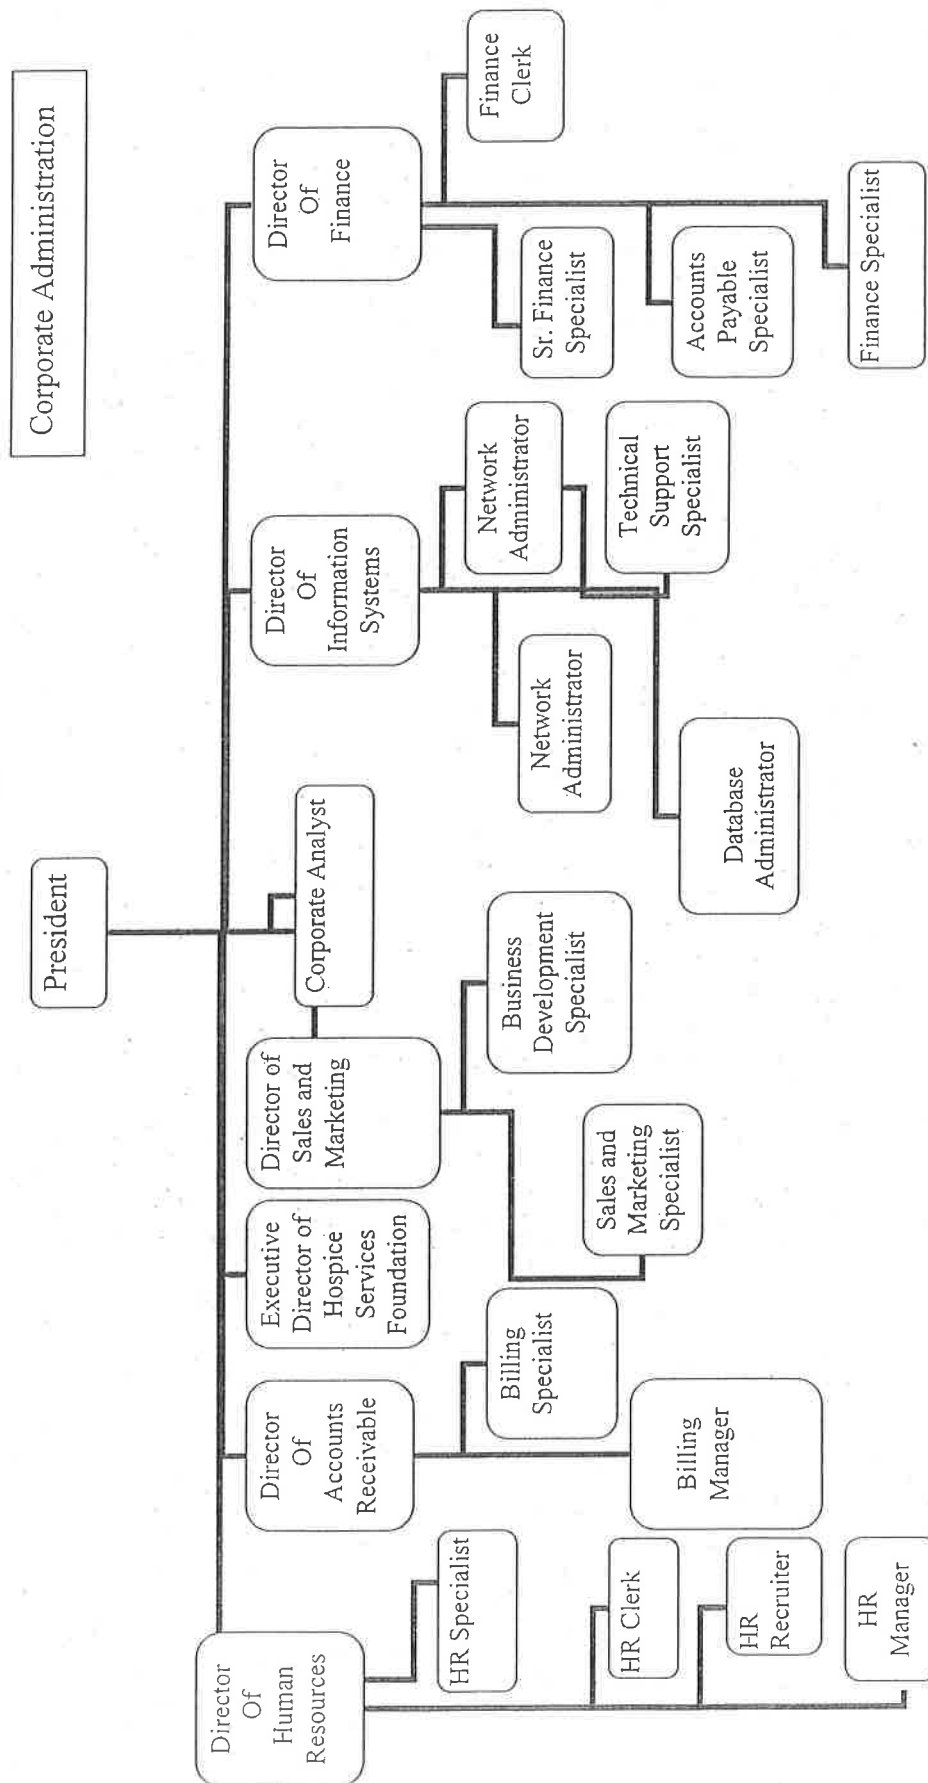 Corporate Administration
President
Director
Of
Human
Resources
Director
Of
Accounts
Receivable
Executive
Director of
Hospice
Services
Foundation
Director of
Sales and
Marketing
Corporate Analyst
Director
Of
Information
Systems
Director
Of
Finance
HR Specialist
HR Clerk
HR
Recruiter
HR
Manager
Billing
Specialist
Billing
Manager
Business
Development
Specialist
Sales and
Marketing
Specialist
Network
Administrator
Network
Administrator
Technical
Support
Specialist
Database
Administrator
Finance
Clerk
Sr. Finance
Specialist
Accounts
Payable
Specialist
Finance Specialist